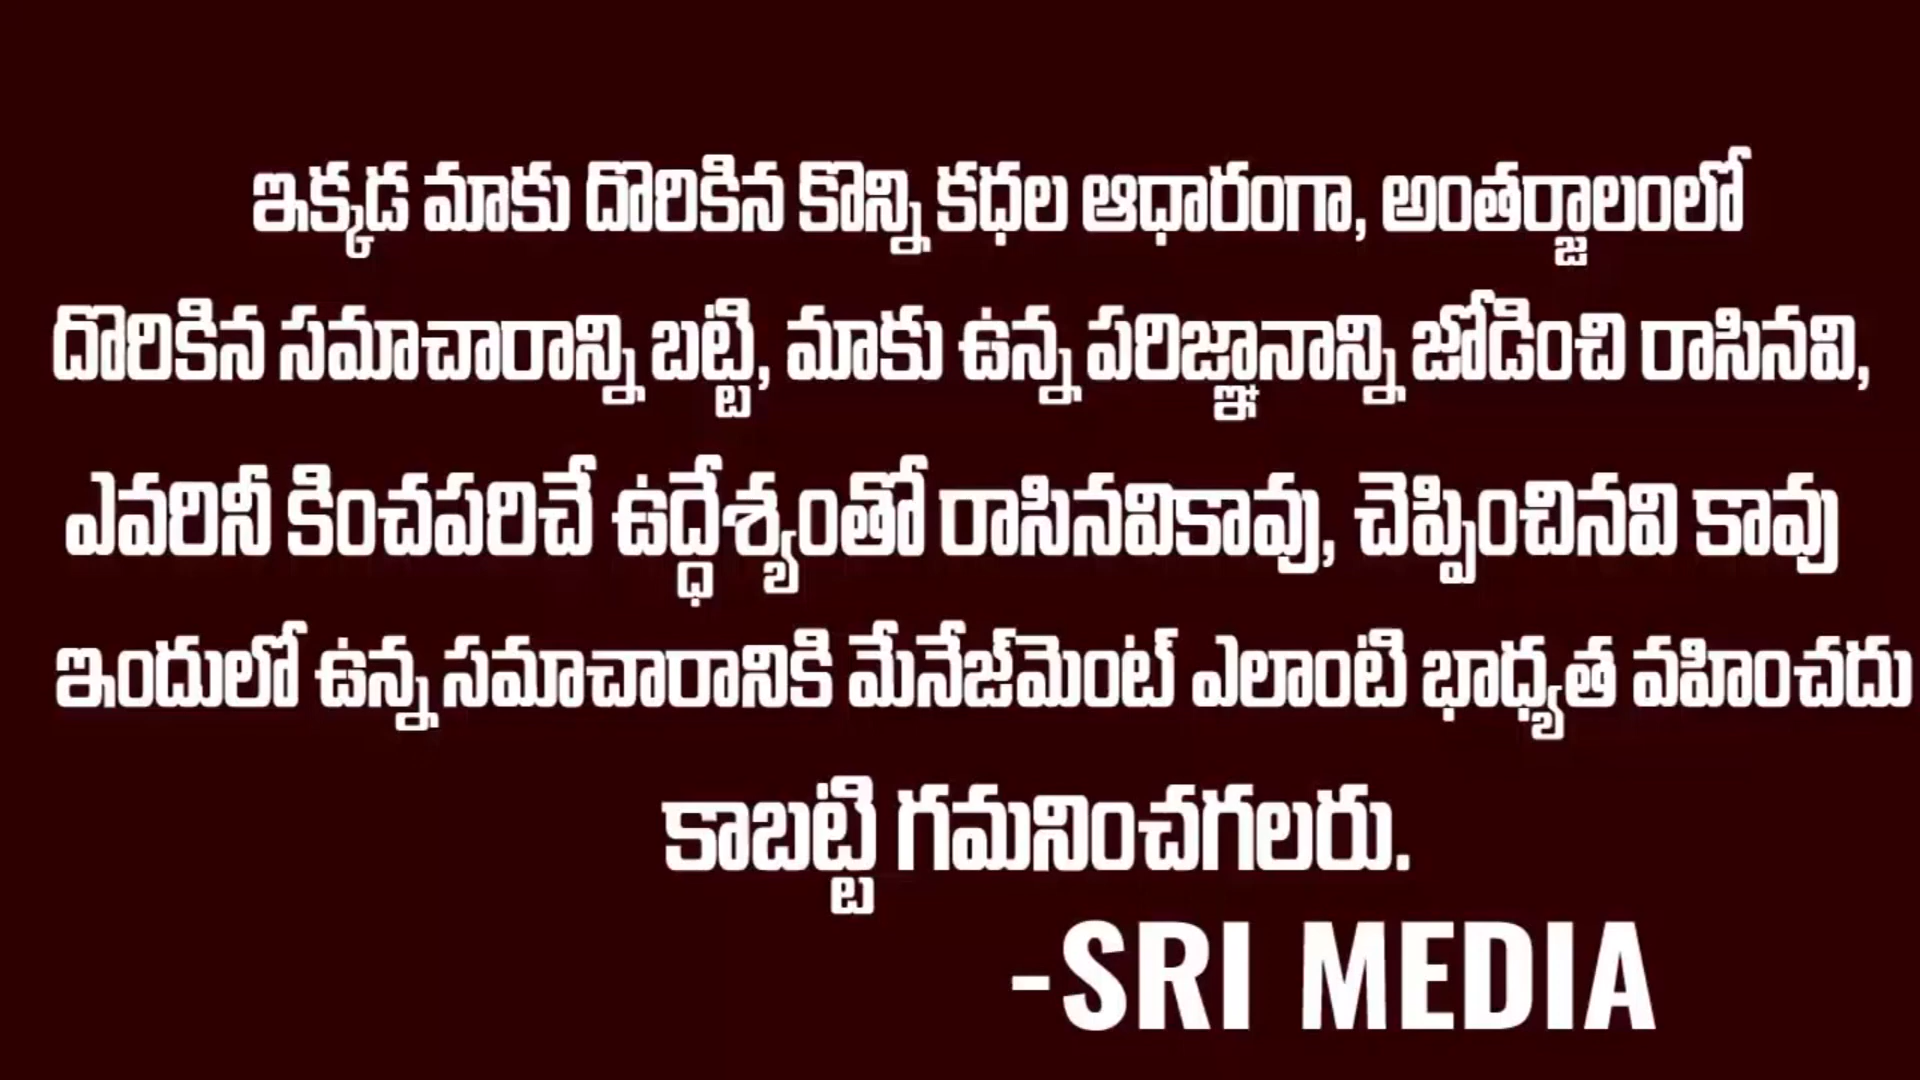 ఇక్కడ మాకు దొరికిన కొన్ని కధల ఆధారంగా, అంతర్జాలంలో
దొరికిన సమాచారాన్ని బట్టి, మాకు ఉన్న పరిజ్ఞానాన్ని జోడించి రాసినవి,
ఎవరినీ కించపరిచే ఉద్ధేశ్యంతో రాసినవికావు, చెప్పించినవి కావు
ఇందులో ఉన్న సమాచారానికి మేనేజ్‌మెంట్ ఎలాంటి భాధ్యత వహించదు
కాబట్టి గమనించగలరు.
-SRI MEDIA